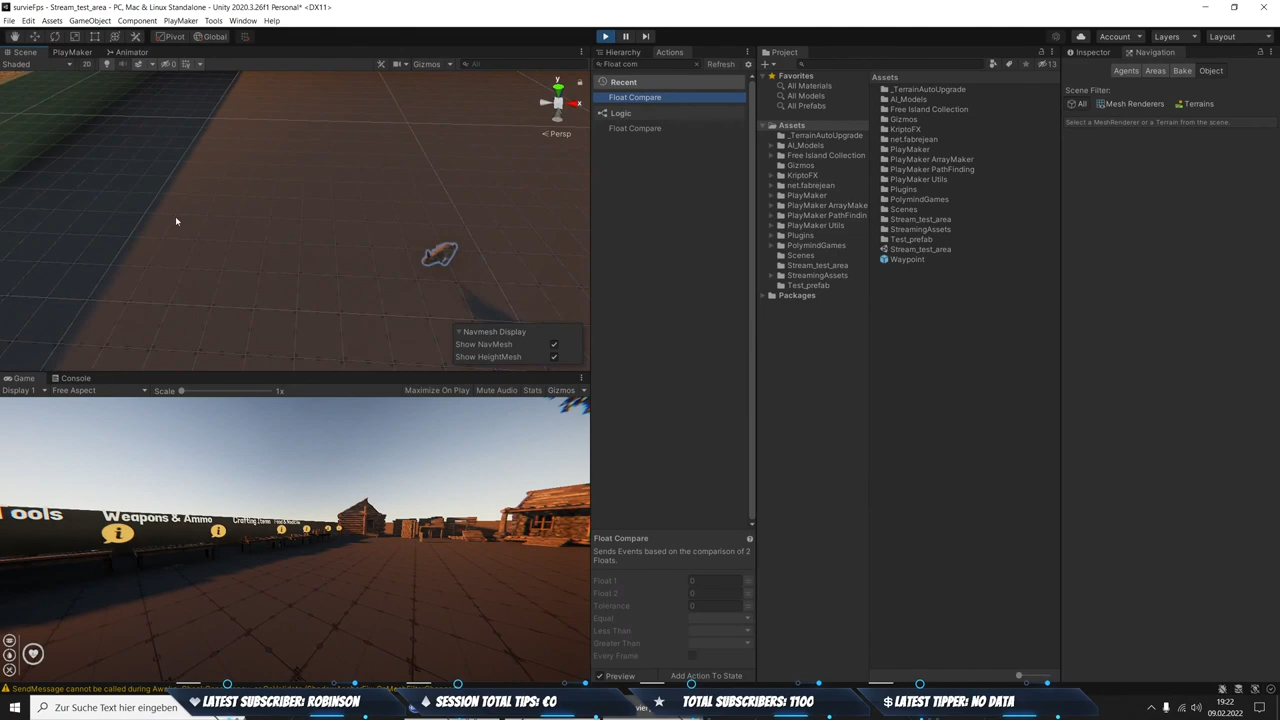 survieFps - Stream_test_area - PC, Mac & Linux Standalone - Unity 2020.3.26f1 Personal* <DX11>
File Edit Assets GameObject Component PlayMaker Tools Window Help
Pivot Global Account Layers Layout
Scene PlayMaker Animator
Shaded 2D 0 Gizmos All
y
x
Persp
Navmesh Display
Show NavMesh
Show HeightMesh
Game Console
Display 1 Free Aspect Scale 1x Maximize On Play Mute Audio Stats Gizmos
ools
Weapons & Ammo
Crafting Items
Hierarchy Actions
Float com Refresh
Recent
Float Compare
Logic
Float Compare
Float Compare
Sends Events based on the comparison of 2
Floats.
Float 1 0
Float 2 0
Tolerance 0
Equal
Less Than
Greater Than
Every Frame
Preview Add Action To State
Project
13
Favorites
All Materials
All Models
All Prefabs
Assets
_TerrainAutoUpgrade
AI_Models
Free Island Collection
Gizmos
KriptoFX
net.fabrejean
PlayMaker
PlayMaker ArrayMake
PlayMaker PathFindin
PlayMaker Utils
Plugins
PolymindGames
Scenes
Stream_test_area
StreamingAssets
Test_prefab
Packages
Assets
_TerrainAutoUpgrade
AI_Models
Free Island Collection
Gizmos
KriptoFX
net.fabrejean
PlayMaker
PlayMaker ArrayMaker
PlayMaker PathFinding
PlayMaker Utils
Plugins
PolymindGames
Scenes
Stream_test_area
StreamingAssets
Test_prefab
Stream_test_area
Waypoint
Inspector Navigation
Agents Areas Bake Object
Scene Filter:
All Mesh Renderers Terrains
Select a MeshRenderer or a Terrain from the scene.
SendMessage cannot be called during Awake,
LATEST SUBSCRIBER: ROBINSON
SESSION TOTAL TIPS: €0
TOTAL SUBSCRIBERS: 1100
$ LATEST TIPPER: NO DATA
Zur Suche Text hier eingeben
19:22
09.02.2022